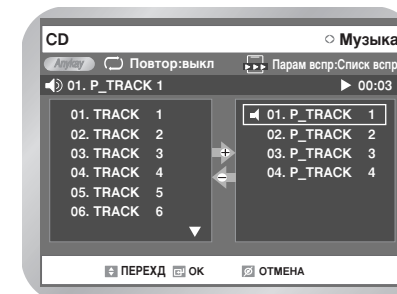 CD Музыка
Anykey Повтор:выкл Парам вспр:Списк вспр
01. P_TRACK 1 00:03
01. TRACK 1
02. TRACK 2
03. TRACK 3
04. TRACK 4
05. TRACK 5
06. TRACK 6
+
-
01. P_TRACK 1
02. P_TRACK 2
03. P_TRACK 3
04. P_TRACK 4
ПЕРЕХД ОК ОТМЕНА